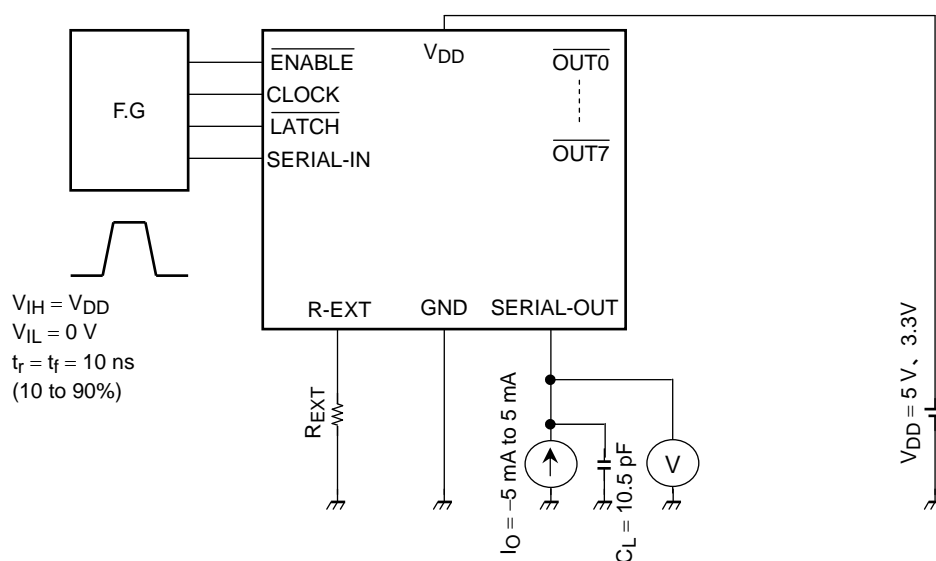 F.G
ENABLE
CLOCK
LATCH
SERIAL-IN
VDD
OUT0
OUT7
R-EXT
GND
SERIAL-OUT
VIH = VDD
VIL = 0 V
tr = tf = 10 ns
(10 to 90%)
REXT
IO = −5 mA to 5 mA
CL = 10.5 pF
V
VDD = 5 V、3.3V